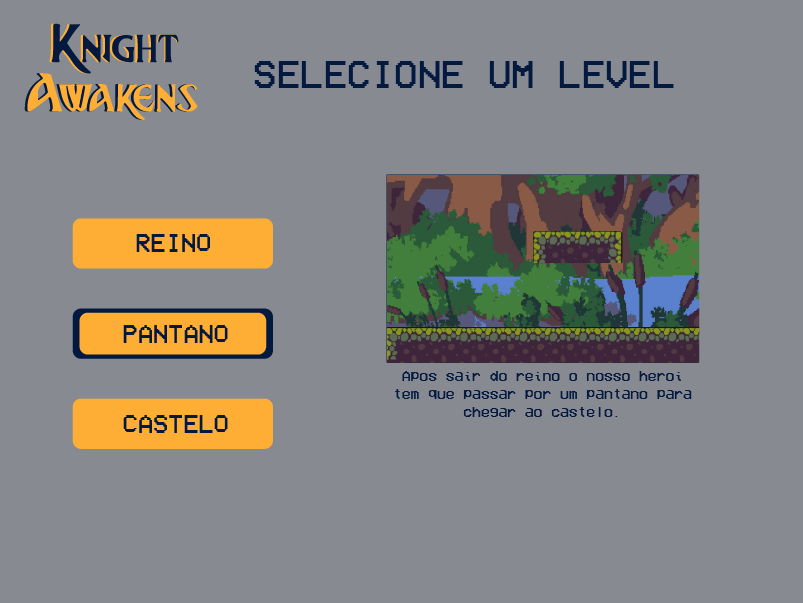 Knight
Awakens
SELECIONE UM LEVEL
REINO
PANTANO
CASTELO
Apos sair do reino o nosso heroi
tem que passar por um pantano para
chegar ao castelo.